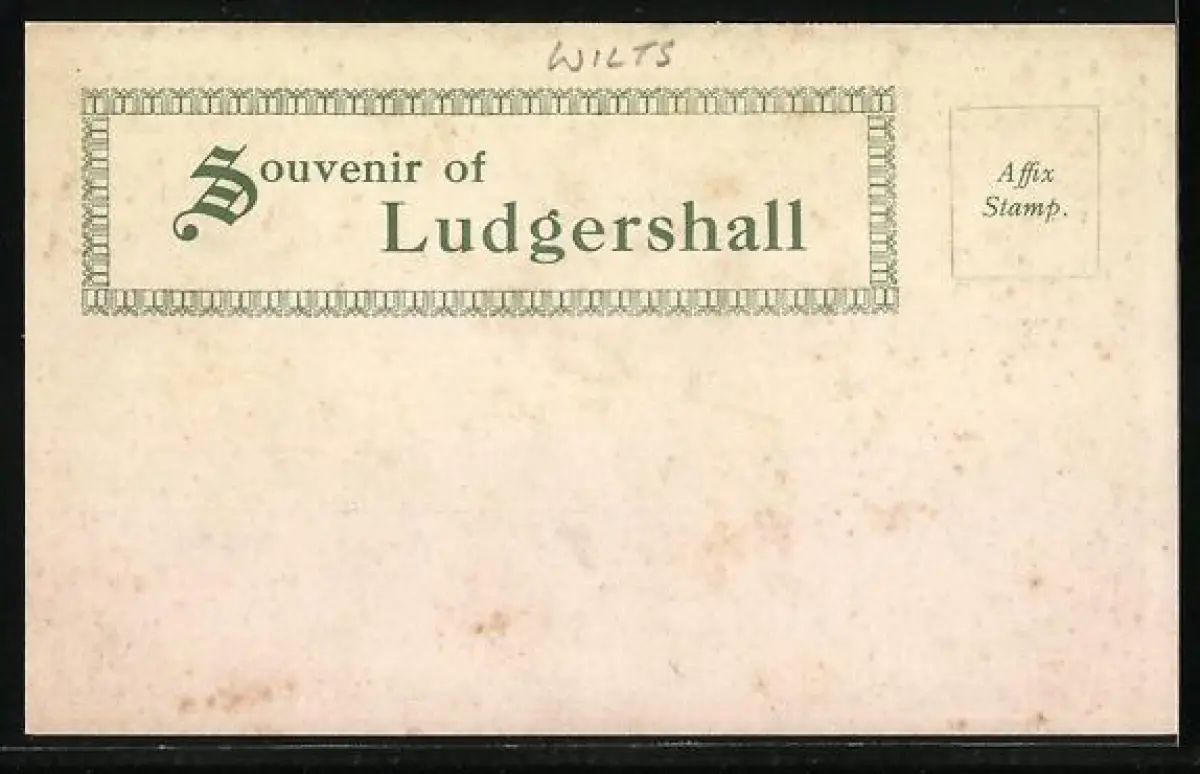 WILTS
Souvenir of
Ludgershall
Affix
Stamp.